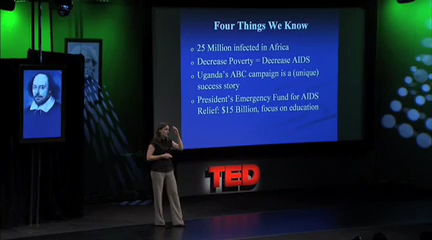 Four Things We Know
25 Million infected in Africa
Decrease Poverty = Decrease AIDS
Uganda's ABC campaign is a (unique)
success story
President's Emergency Fund for AIDS
Relief: $15 Billion, focus on education
TED